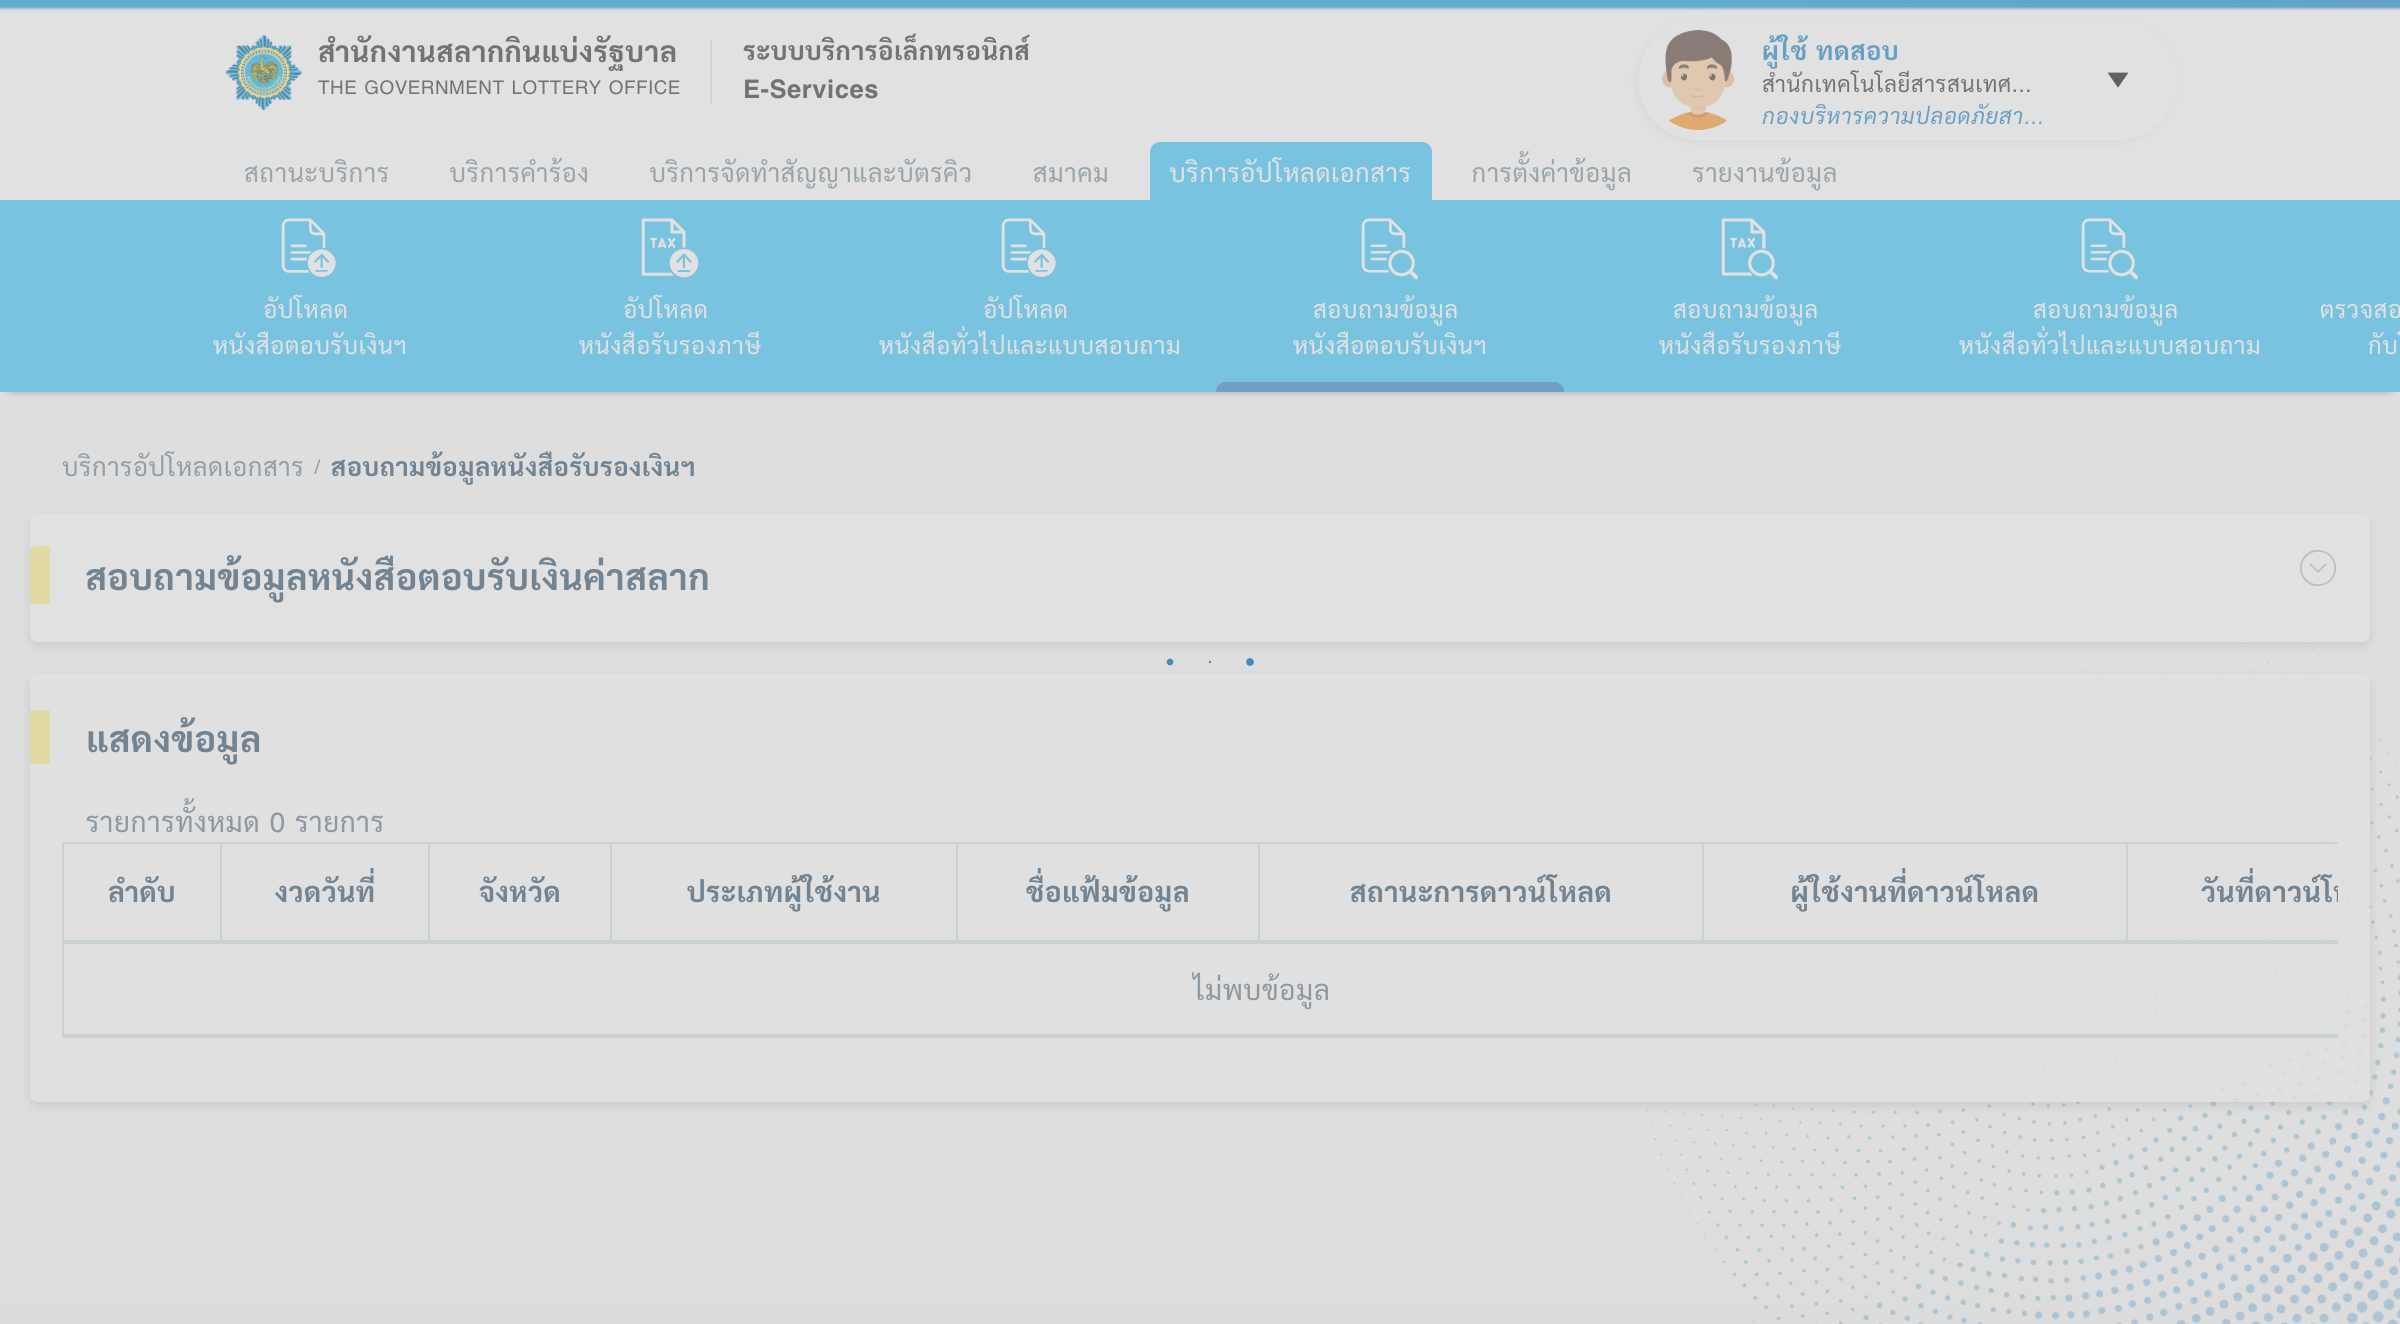 สำนักงานสลากกินแบ่งรัฐบาล
THE GOVERNMENT LOTTERY OFFICE
ระบบบริการอิเล็กทรอนิกส์
E-Services
ผู้ใช้ ทดสอบ
สำนักเทคโนโลยีสารสนเทศ...
กองบริหารความปลอดภัยสา...
สถานะบริการ บริการคำร้อง บริการจัดทำสัญญาและบัตรคิว สมาคม บริการอัปโหลดเอกสาร การตั้งค่าข้อมูล รายงานข้อมูล
TAX TAX
อัปโหลด อัปโหลด อัปโหลด สอบถามข้อมูล สอบถามข้อมูล สอบถามข้อมูล ตรวจสอ
หนังสือตอบรับเงินฯ หนังสือรับรองภาษี หนังสือทั่วไปและแบบสอบถาม หนังสือตอบรับเงินฯ หนังสือรับรองภาษี หนังสือทั่วไปและแบบสอบถาม กับ
บริการอัปโหลดเอกสาร / สอบถามข้อมูลหนังสือรับรองเงินฯ
สอบถามข้อมูลหนังสือตอบรับเงินค่าสลาก
แสดงข้อมูล
รายการทั้งหมด 0 รายการ
ลำดับ งวดวันที่ จังหวัด ประเภทผู้ใช้งาน ชื่อแฟ้มข้อมูล สถานะการดาวน์โหลด ผู้ใช้งานที่ดาวน์โหลด วันที่ดาวน์โ
ไม่พบข้อมูล